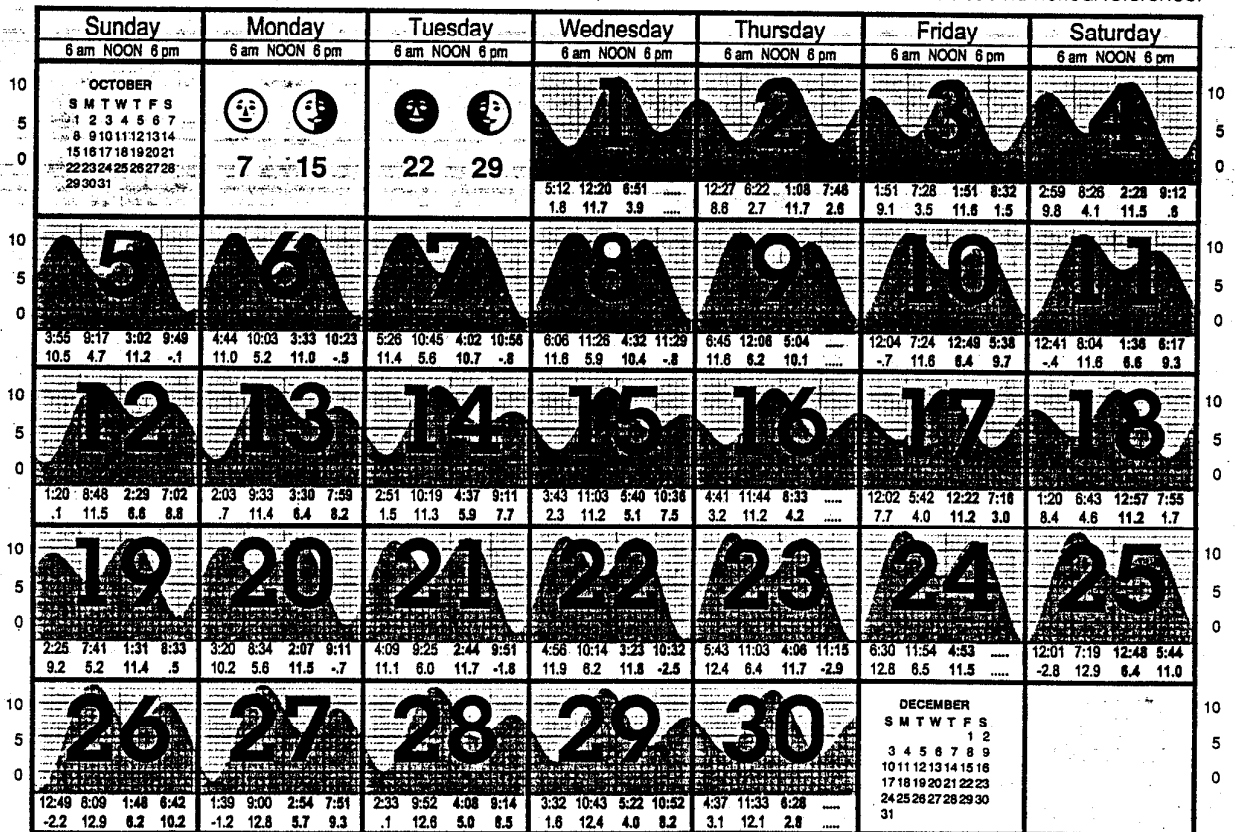 Sunday Monday Tuesday Wednesday Thursday Friday Saturday
6 am NOON 6 pm 6 am NOON 6 pm 6 am NOON 6 pm 6 am NOON 6 pm 6 am NOON 6 pm 6 am NOON 6 pm 6 am NOON 6 pm
OCTOBER
S M T W T F S
1 2 3 4 5 6 7
8 9 10 11 12 13 14
15 16 17 18 19 20 21
22 23 24 25 26 27 28
29 30 31
7 15
22 29
10 10
5 5
0 0
1 2 3 4
5:12 12:20 6:51 ..... 12:27 6:22 1:08 7:46 1:51 7:28 1:51 8:32 2:59 8:26 2:28 9:12
1.8 11.7 3.9 ..... 8.6 2.7 11.7 2.6 9.1 3.5 11.6 1.5 9.8 4.1 11.5 .6
10 10
5 5
0 0
5 6 7 8 9 10 11
3:55 9:17 3:02 9:49 4:44 10:03 3:33 10:23 5:26 10:45 4:02 10:56 6:06 11:26 4:32 11:29 6:45 12:06 5:04 ..... 12:04 7:24 12:49 5:38 12:41 8:04 1:36 6:17
10.5 4.7 11.2 -.1 11.0 5.2 11.0 -.5 11.4 5.6 10.7 -.8 11.6 5.9 10.4 -.8 11.6 6.2 10.1 ..... -.7 11.6 6.4 9.7 -.4 11.6 6.6 9.3
10 10
5 5
0 0
12 13 14 15 16 17 18
1:20 8:48 2:29 7:02 2:03 9:33 3:30 7:59 2:51 10:19 4:37 9:11 3:43 11:03 5:40 10:36 4:41 11:44 6:33 ..... 12:02 5:42 12:22 7:16 1:20 6:43 12:57 7:55
.1 11.5 6.6 8.8 .7 11.4 6.4 8.2 1.5 11.3 5.9 7.7 2.3 11.2 5.1 7.5 3.2 11.2 4.2 ..... 7.7 4.0 11.2 3.0 8.4 4.6 11.2 1.7
10 10
5 5
0 0
19 20 21 22 23 24 25
2:25 7:41 1:31 8:33 3:20 8:34 2:07 9:11 4:09 9:25 2:44 9:51 4:56 10:14 3:23 10:32 5:43 11:03 4:06 11:15 6:30 11:54 4:53 ..... 12:01 7:19 12:48 5:44
9.2 5.2 11.4 .5 10.2 5.6 11.5 -.7 11.1 6.0 11.7 -1.8 11.9 6.2 11.8 -2.5 12.4 6.4 11.7 -2.9 12.8 6.5 11.5 ..... -2.8 12.9 6.4 11.0
10 10
5 5
0 0
26 27 28 29 30
12:49 8:09 1:48 6:42 1:39 9:00 2:54 7:51 2:33 9:52 4:08 9:14 3:32 10:43 5:22 10:52 4:37 11:33 6:28 .....
-2.2 12.9 6.2 10.2 -1.2 12.8 5.7 9.3 .1 12.6 5.0 8.5 1.6 12.4 4.0 8.2 3.1 12.1 2.8 .....
DECEMBER
S M T W T F S
1 2
3 4 5 6 7 8 9
10 11 12 13 14 15 16
17 18 19 20 21 22 23
24 25 26 27 28 29 30
31